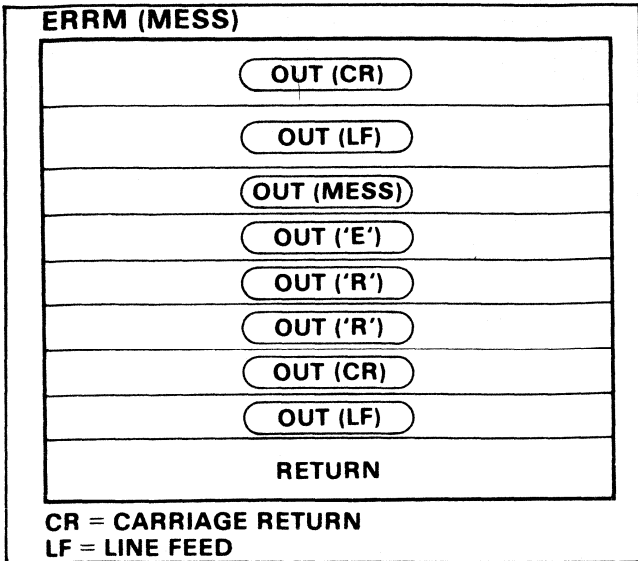 ERRM (MESS)
OUT (CR)
OUT (LF)
OUT (MESS)
OUT ('E')
OUT ('R')
OUT ('R')
OUT (CR)
OUT (LF)
RETURN
CR = CARRIAGE RETURN
LF = LINE FEED